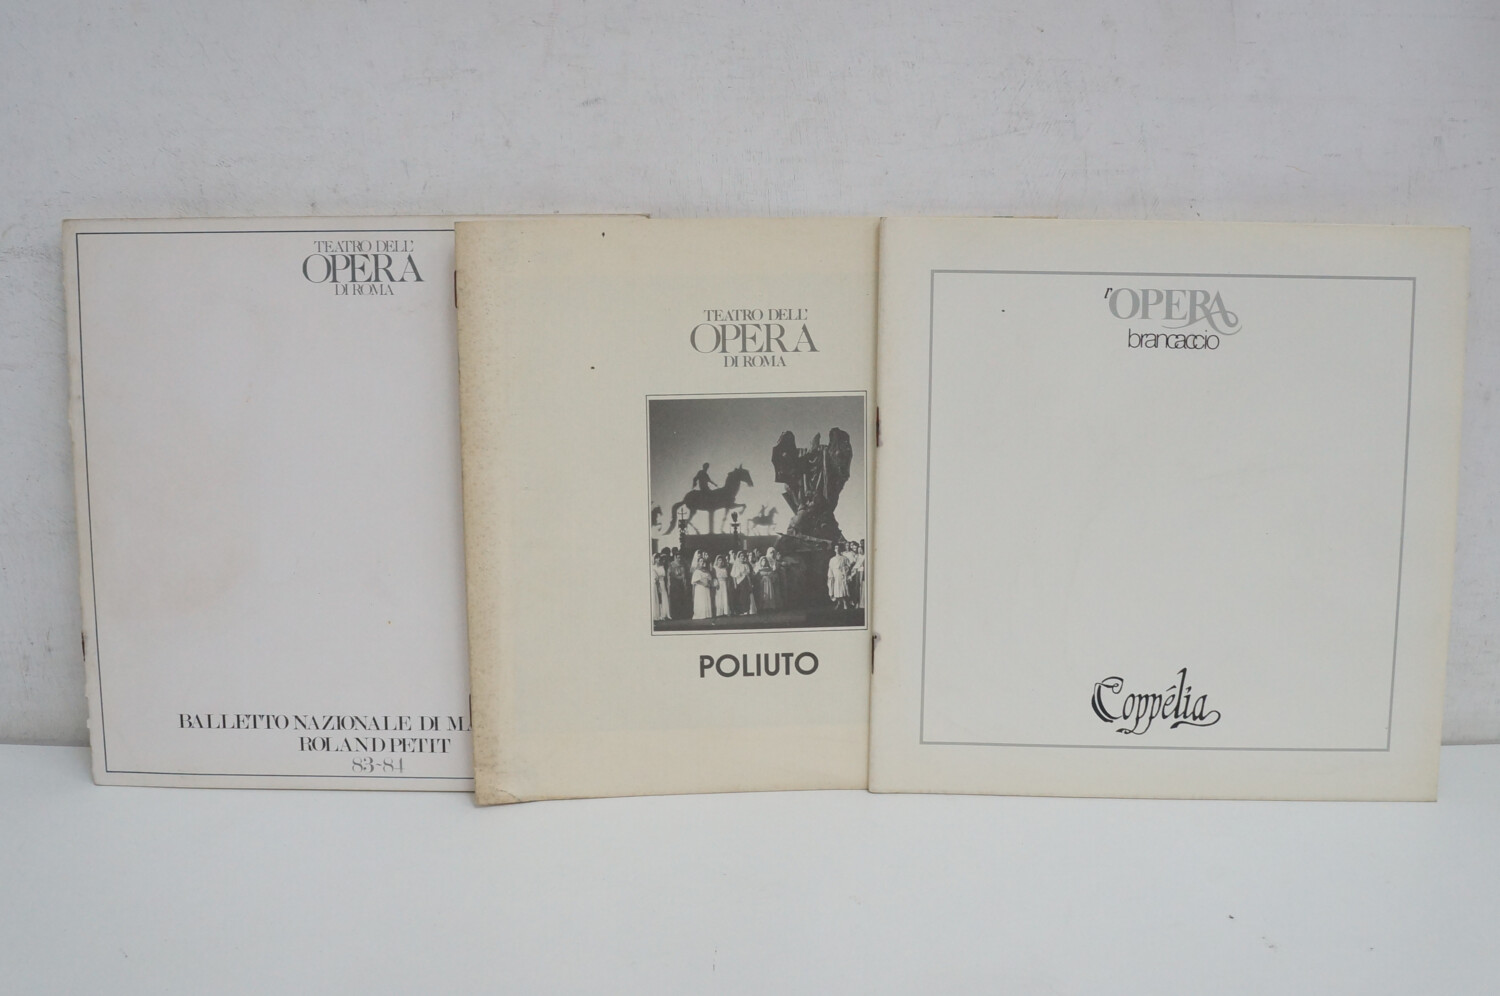 TEATRO DELL'
OPERA
DI ROMA
BALLETTO NAZIONALE DI
ROLAND PETIT
83-84
TEATRO DELL'
OPERA
DI ROMA
POLIUTO
l'OPERA
brancaccio
Coppélia